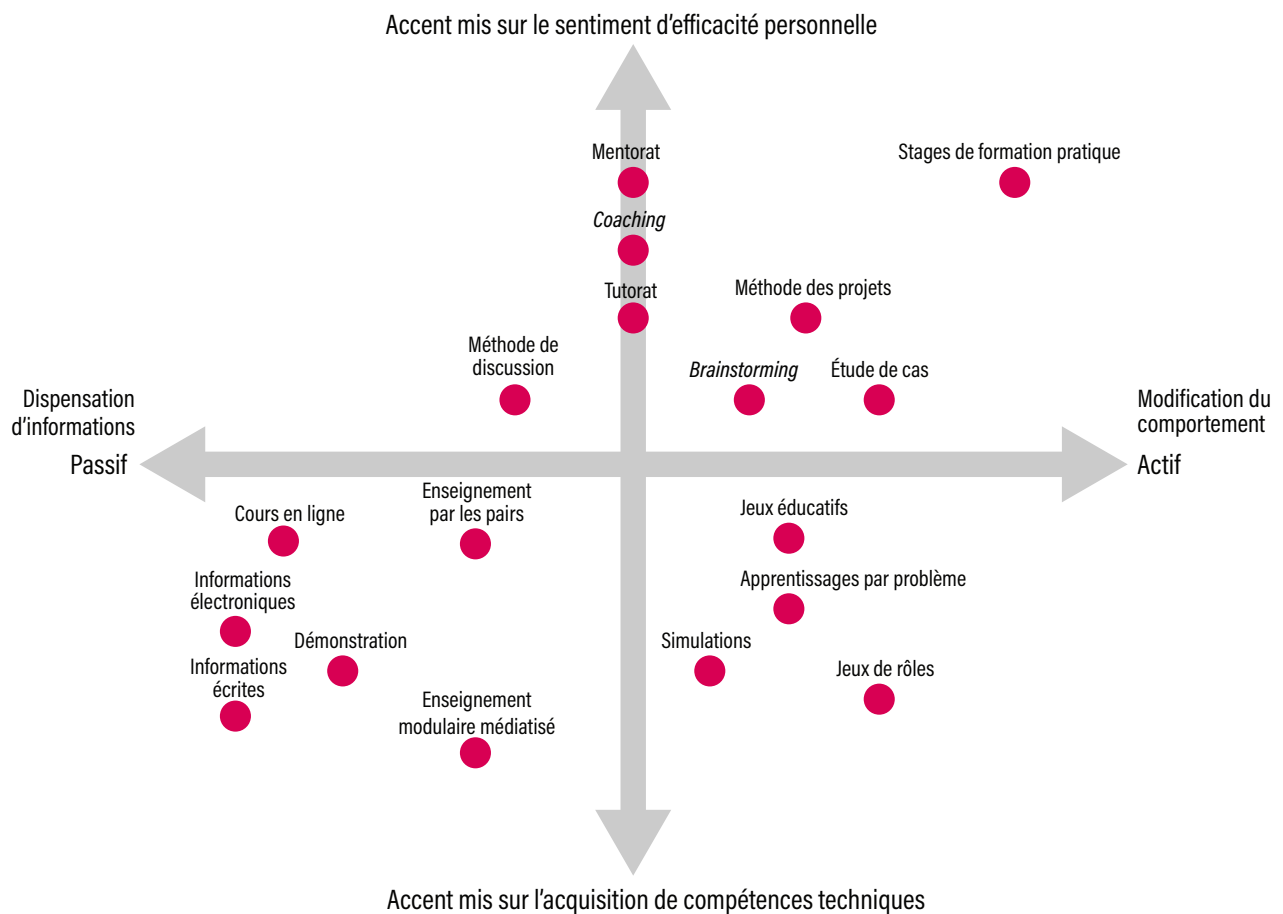 Accent mis sur le sentiment d'efficacité personnelle
Mentorat
Stages de formation pratique
Coaching
Tutorat
Méthode des projets
Méthode de
discussion
Brainstorming
Étude de cas
Dispensation
d'informations
Passif
Modification du
comportement
Actif
Enseignement
par les pairs
Cours en ligne
Jeux éducatifs
Informations
électroniques
Apprentissages par problème
Démonstration
Simulations
Informations
écrites
Jeux de rôles
Enseignement
modulaire médiatisé
Accent mis sur l'acquisition de compétences techniques